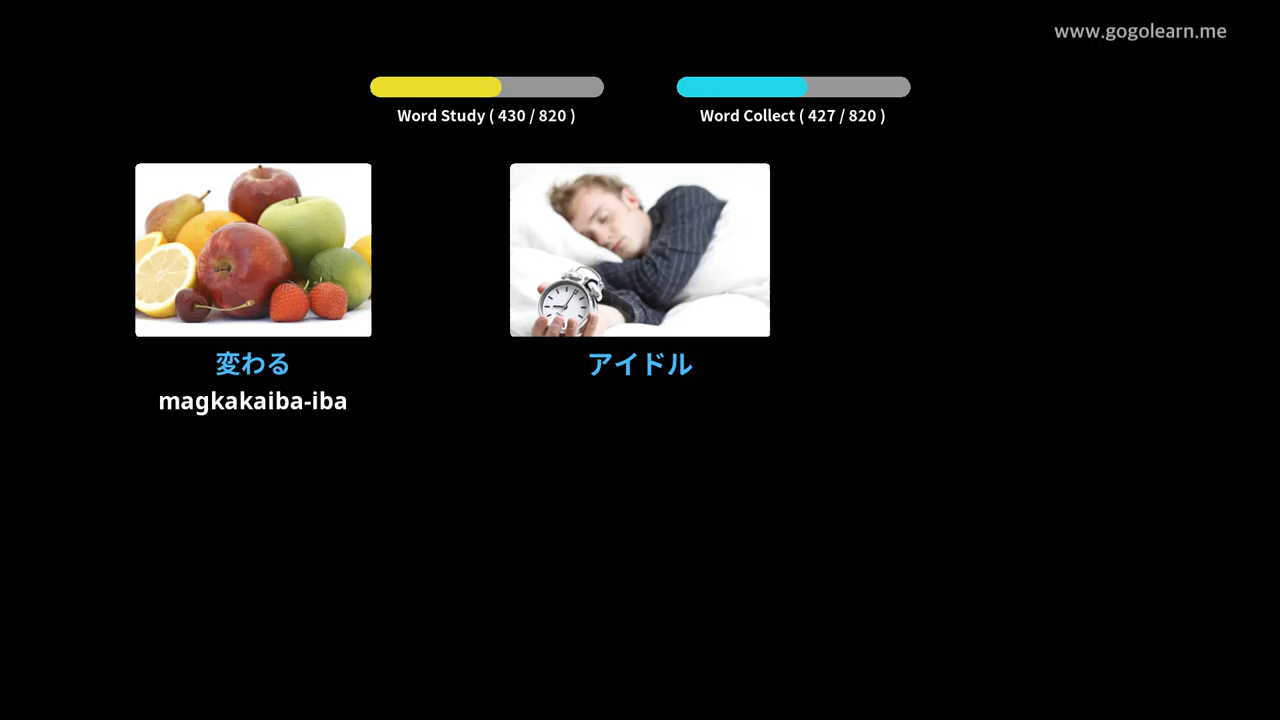 www.gogolearn.me
Word Study ( 430 / 820 )
Word Collect ( 427 / 820 )
変わる
magkakaiba-iba
アイドル